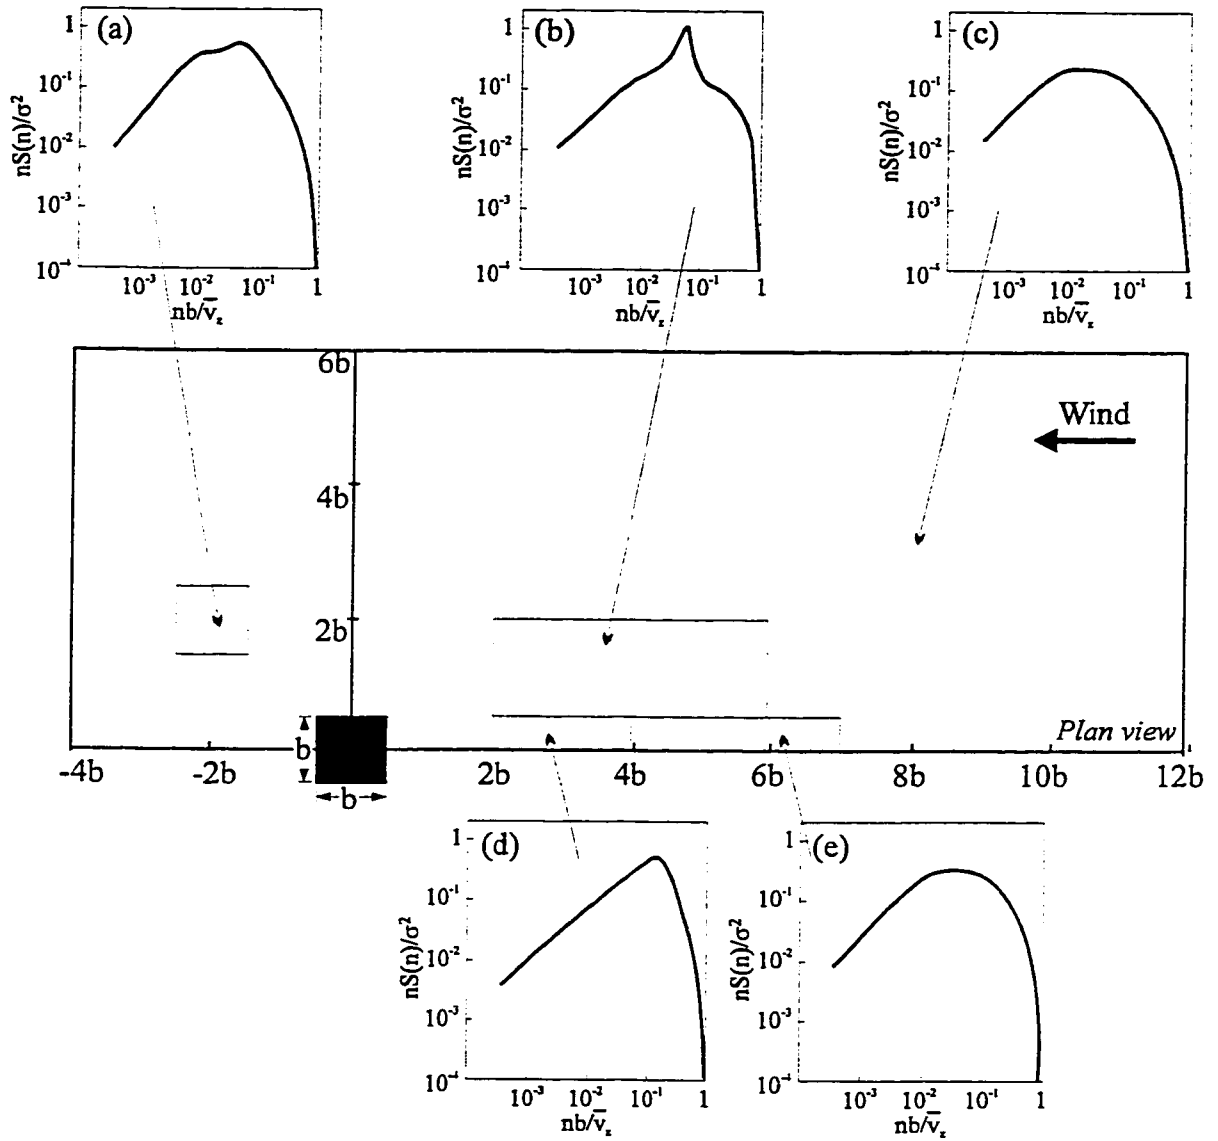 (a)
1
10⁻¹
10⁻²
10⁻³
10⁻⁴
nS(n)/σ²
10⁻³ 10⁻² 10⁻¹ 1
nb/v̄_z
(b)
1
10⁻¹
10⁻²
10⁻³
10⁻⁴
nS(n)/σ²
10⁻³ 10⁻² 10⁻¹ 1
nb/v̄_z
(c)
1
10⁻¹
10⁻²
10⁻³
10⁻⁴
nS(n)/σ²
10⁻³ 10⁻² 10⁻¹ 1
nb/v̄_z
6b
4b
2b
Wind
Plan view
b
b
-4b -2b 2b 4b 6b 8b 10b 12b
(d)
1
10⁻¹
10⁻²
10⁻³
10⁻⁴
nS(n)/σ²
10⁻³ 10⁻² 10⁻¹ 1
nb/v̄_z
(e)
1
10⁻¹
10⁻²
10⁻³
10⁻⁴
nS(n)/σ²
10⁻³ 10⁻² 10⁻¹ 1
nb/v̄_z